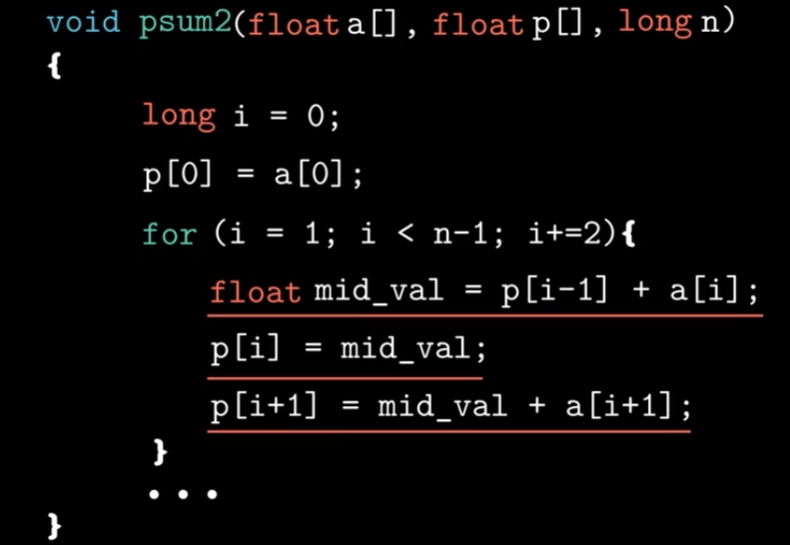 void psum2(float a[], float p[], long n)
{
long i = 0;
p[0] = a[0];
for (i = 1; i < n-1; i+=2){
float mid_val = p[i-1] + a[i];
p[i] = mid_val;
p[i+1] = mid_val + a[i+1];
}
...
}